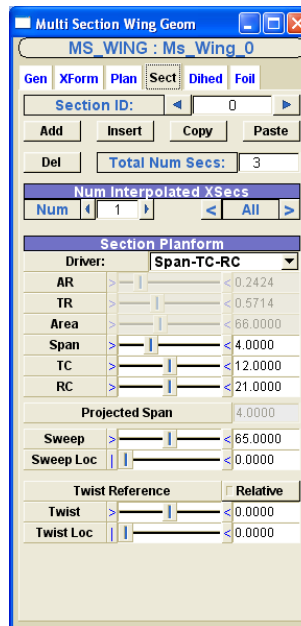 Multi Section Wing Geom
MS_WING : Ms_Wing_0
Gen XForm Plan Sect Dihed Foil
Section ID: 0
Add Insert Copy Paste
Del Total Num Secs: 3
Num Interpolated XSecs
Num 1 < All >
Section Planform
Driver: Span-TC-RC
AR > < 0.2424
TR > < 0.5714
Area > < 66.0000
Span > < 4.0000
TC > < 12.0000
RC > < 21.0000
Projected Span 4.0000
Sweep > < 65.0000
Sweep Loc | < 0.0000
Twist Reference Relative
Twist > < 0.0000
Twist Loc | < 0.0000